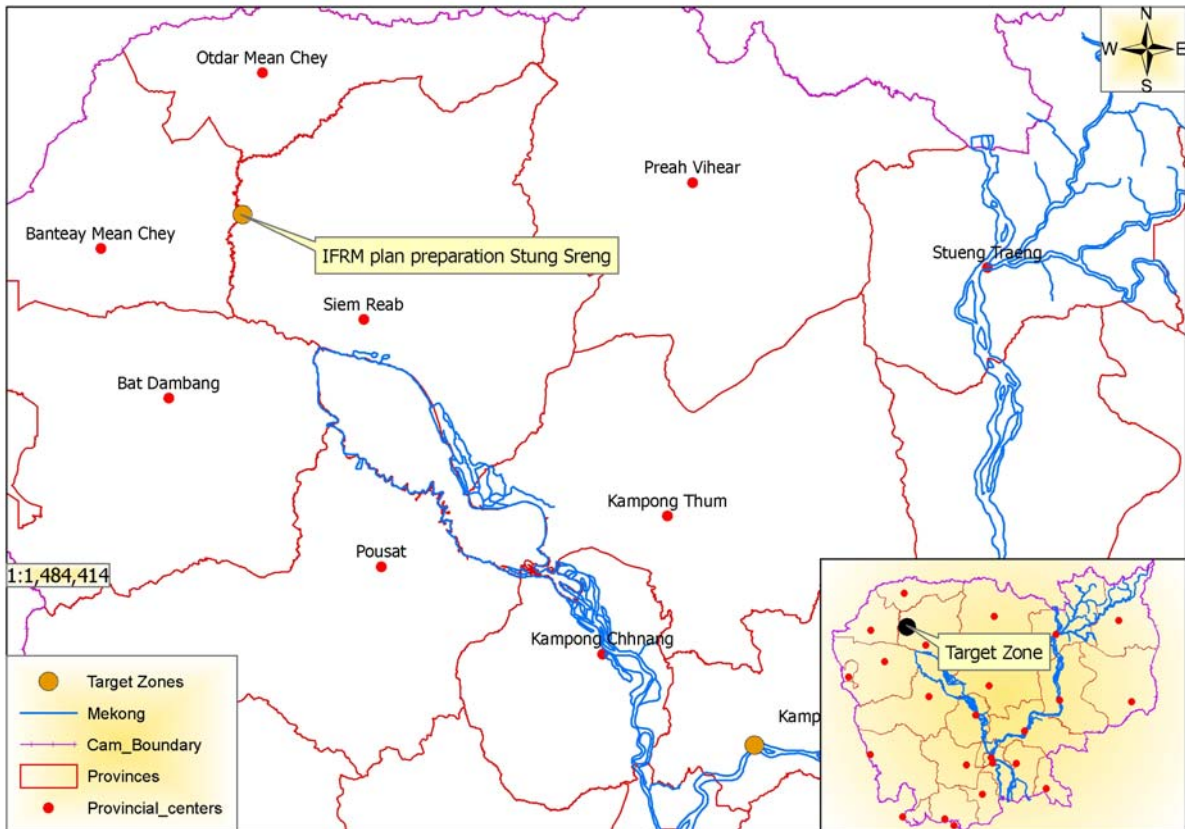 N
W E
S
Otdar Mean Chey
Preah Vihear
Banteay Mean Chey
IFRM plan preparation Stung Sreng
Stueng Traeng
Siem Reab
Bat Dambang
Kampong Thum
Pousat
1:1,484,414
Kampong Chhnang
Target Zone
Kamp
Target Zones
Mekong
Cam_Boundary
Provinces
Provincial_centers